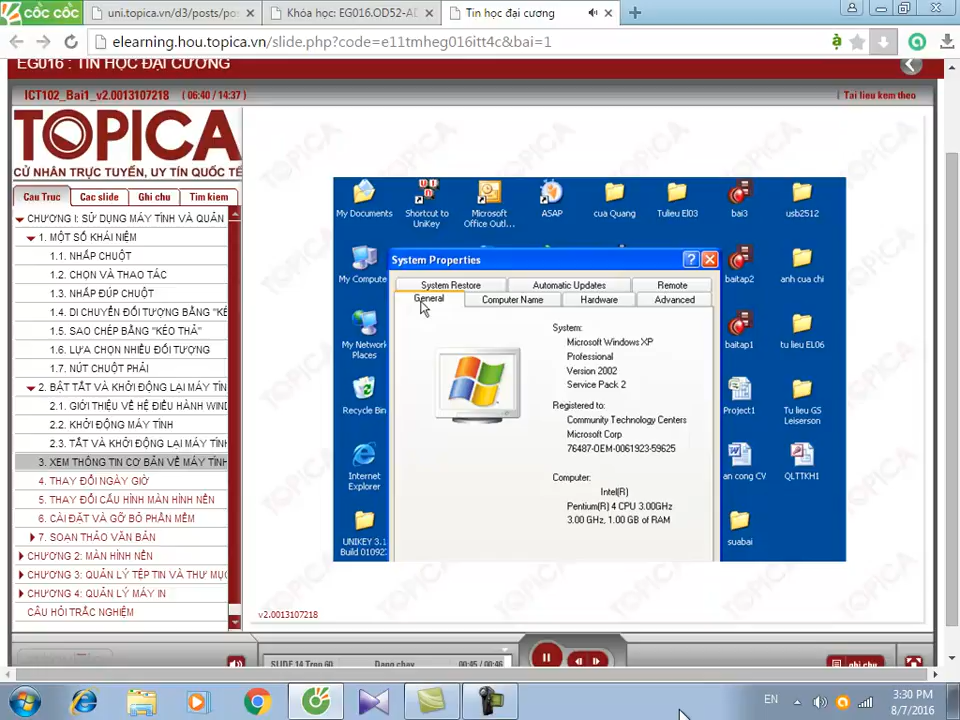 CỐC CỐC
uni.topica.vn/d3/posts/po
Khóa học: EG016.OD52-AD
Tin học đại cương
elearning.hou.topica.vn/slide.php?code=e11tmheg016itt4c&bai=1
EG016 : TIN HỌC ĐẠI CƯƠNG
ICT102_Bai1_v2.0013107218 ( 06:40 / 14:37 )
Tai lieu kem theo
TOPICA
CỬ NHÂN TRỰC TUYẾN, UY TÍN QUỐC TẾ
Cau Truc
Cac slide
Ghi chu
Tim kiem
CHƯƠNG I: SỬ DỤNG MÁY TÍNH VÀ QUẢN
1. MỘT SỐ KHÁI NIỆM
1.1. NHẤP CHUỘT
1.2. CHỌN VÀ THAO TÁC
1.3. NHẤP ĐÚP CHUỘT
1.4. DI CHUYỂN ĐỐI TƯỢNG BẰNG "KÉ
1.5. SAO CHÉP BẰNG "KÉO THẢ"
1.6. LỰA CHỌN NHIỀU ĐỐI TƯỢNG
1.7. NÚT CHUỘT PHẢI
2. BẬT TẮT VÀ KHỞI ĐỘNG LẠI MÁY TÍN
2.1. GIỚI THIỆU VỀ HỆ ĐIỀU HÀNH WIN
2.2. KHỞI ĐỘNG MÁY TÍNH
2.3. TẮT VÀ KHỞI ĐỘNG LẠI MÁY TÍNH
3. XEM THÔNG TIN CƠ BẢN VỀ MÁY TÍNH
4. THAY ĐỔI NGÀY GIỜ
5. THAY ĐỔI CẤU HÌNH MÀN HÌNH NỀN
6. CÀI ĐẶT VÀ GỠ BỎ PHẦN MỀM
7. SOẠN THẢO VĂN BẢN
CHƯƠNG 2: MÀN HÌNH NỀN
CHƯƠNG 3: QUẢN LÝ TỆP TIN VÀ THƯ MỤC
CHƯƠNG 4: QUẢN LÝ MÁY IN
CÂU HỎI TRẮC NGHIỆM
My Documents
Shortcut to UniKey
Microsoft Office Outl...
ASAP
cua Quang
Tulieu El03
bai3
usb2512
My Compute
baitap2
anh cua chi
My Network Places
baitap1
tu lieu EL06
Recycle Bin
Project1
Tu lieu GS Leiserson
Internet Explorer
an cong CV
QLTTKH1
UNIKEY 3.1 Build 01092
suabai
System Properties
System Restore
Automatic Updates
Remote
General
Computer Name
Hardware
Advanced
System:
Microsoft Windows XP
Professional
Version 2002
Service Pack 2
Registered to:
Community Technology Centers
Microsoft Corp
76487-OEM-0061923-59625
Computer:
Intel(R)
Pentium(R) 4 CPU 3.00GHz
3.00 GHz, 1.00 GB of RAM
v2.0013107218
SLIDE 14 Tren 60
Dang chay
00:45 / 00:46
ghi chu
EN
3:30 PM
8/7/2016